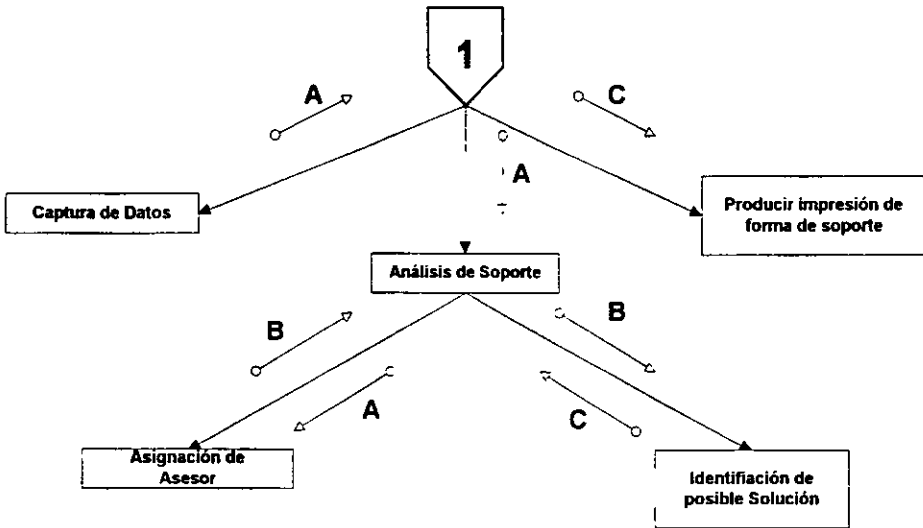 1
A
C
A
Captura de Datos
Producir impresión de
forma de soporte
Análisis de Soporte
B
B
A
C
Asignación de
Asesor
Identifiación de
posible Solución